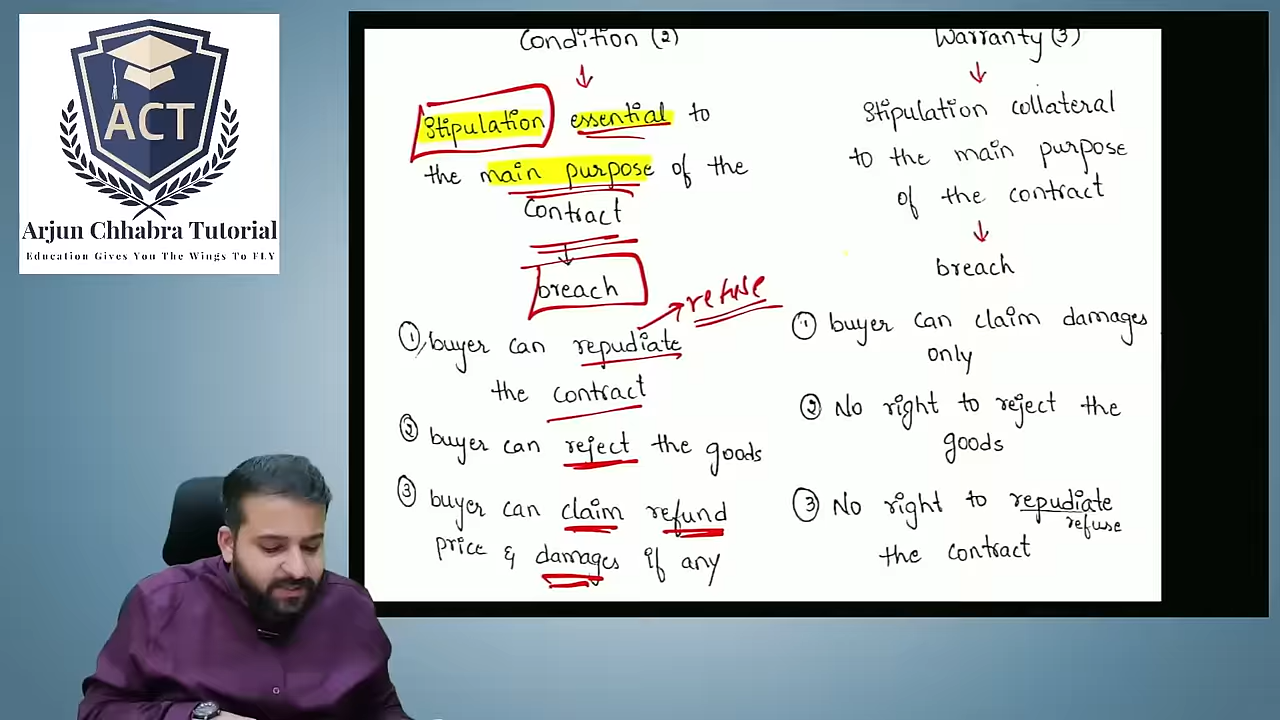 ACT
Arjun Chhabra Tutorial
Education Gives You The Wings To FLY
Condition (2)
Stipulation essential to
the main purpose of the
Contract
breach
refuse
① buyer can repudiate
the contract
② buyer can reject the goods
③ buyer can claim refund
price & damages if any
Warranty (3)
Stipulation collateral
to the main purpose
of the contract
breach
① buyer can claim damages
only
② No right to reject the
goods
③ No right to repudiate
refuse
the contract